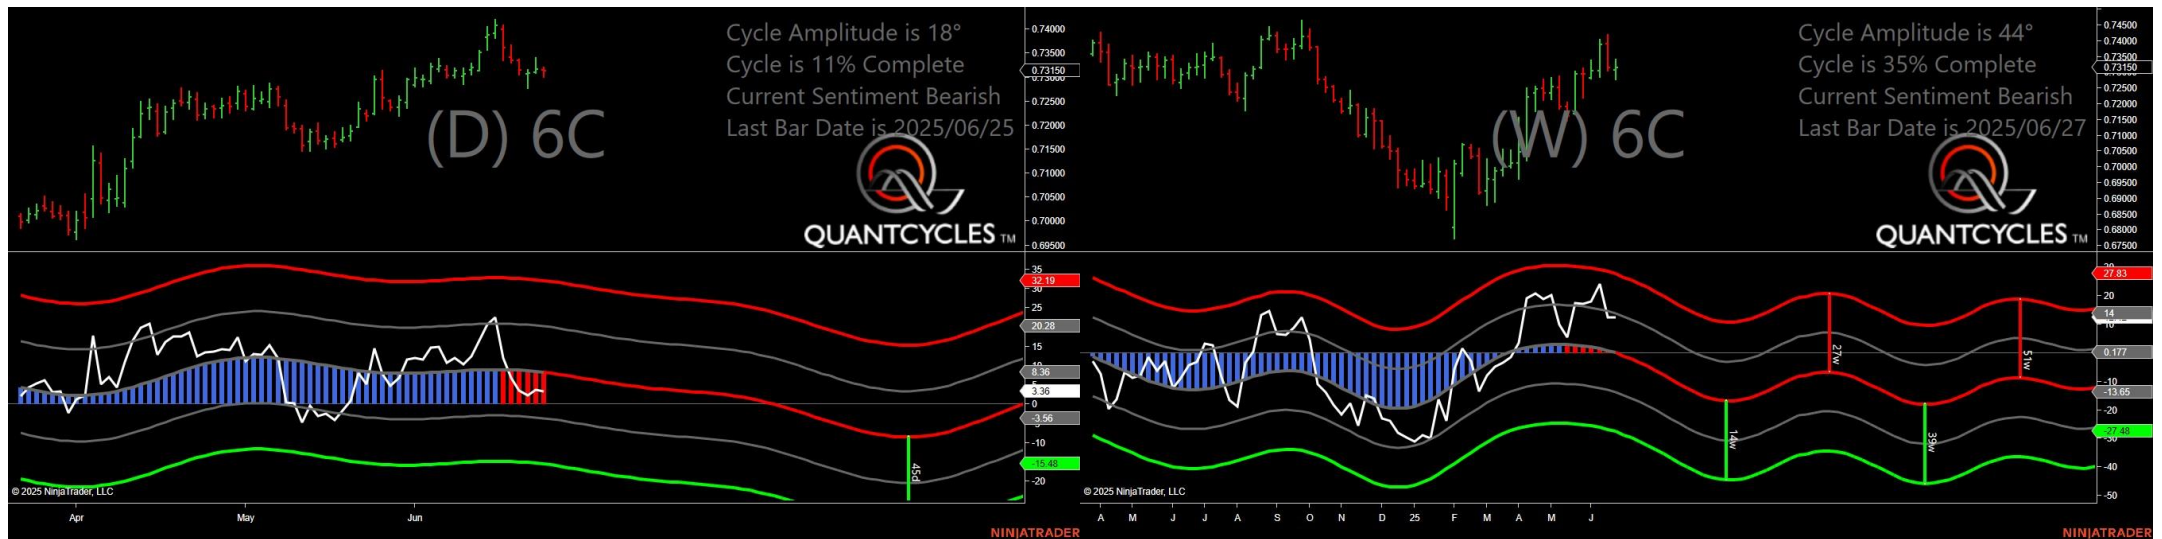 Cycle Amplitude is 18°
Cycle is 11% Complete
Current Sentiment Bearish
Last Bar Date is 2025/06/25
(D) 6C
QUANTCYCLES TM
0.74000
0.73500
0.73150
0.72500
0.72000
0.71500
0.71000
0.70500
0.70000
0.69500
35
32.19
30
25
20.28
15
8.36
3.36
0
-3.56
-10
-15.48
-20
45d
© 2025 NinjaTrader, LLC
Apr
May
Jun
NINJATRADER
Cycle Amplitude is 44°
Cycle is 35% Complete
Current Sentiment Bearish
Last Bar Date is 2025/06/27
(W) 6C
QUANTCYCLES TM
0.74500
0.74000
0.73500
0.73150
0.72500
0.72000
0.71500
0.71000
0.70500
0.70000
0.69500
0.69000
0.68500
0.68000
0.67500
27.83
20
14
10
0.177
-10
-13.65
-20
-27.48
-30
-40
-50
14w
27w
39w
51w
© 2025 NinjaTrader, LLC
A M J J A S O N D 25 F M A M J
NINJATRADER